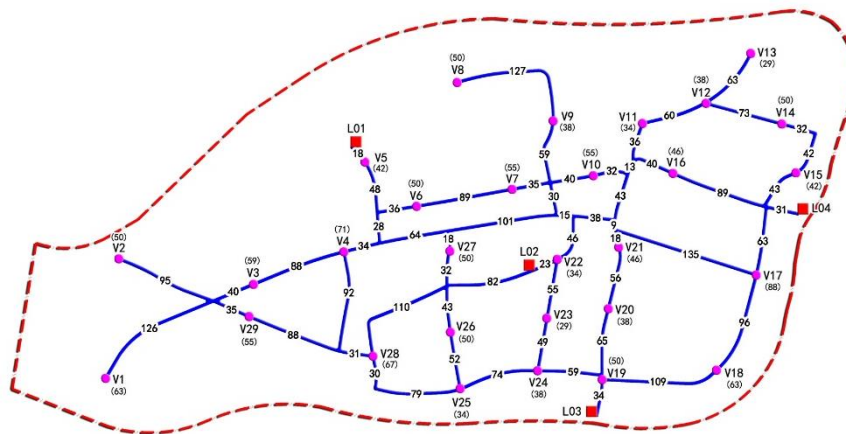 V13
(29)
(50)
V8
127
63
(38)
V12
60
73
(50)
V14
32
V9
(38)
V11
(34)
36
42
L01
18
V5
(42)
59
13
(46)
V16
40
(55)
V10
32
(55)
V7
35
40
89
43
V15
(42)
48
(50)
V6
36
89
30
43
31
L04
28
(71)
V4
34
64
101
15
38
9
(50)
V2
18
V27
(50)
46
18
V21
(46)
135
63
95
(59)
V3
88
40
32
L02
23
V22
(34)
V17
(88)
92
82
56
126
35
V29
(55)
110
43
55
V20
(38)
96
88
V26
(50)
V23
(29)
49
65
31
V28
(67)
52
V1
(63)
30
79
V25
(34)
74
V24
(38)
59
(50)
V19
109
V18
(63)
34
L03